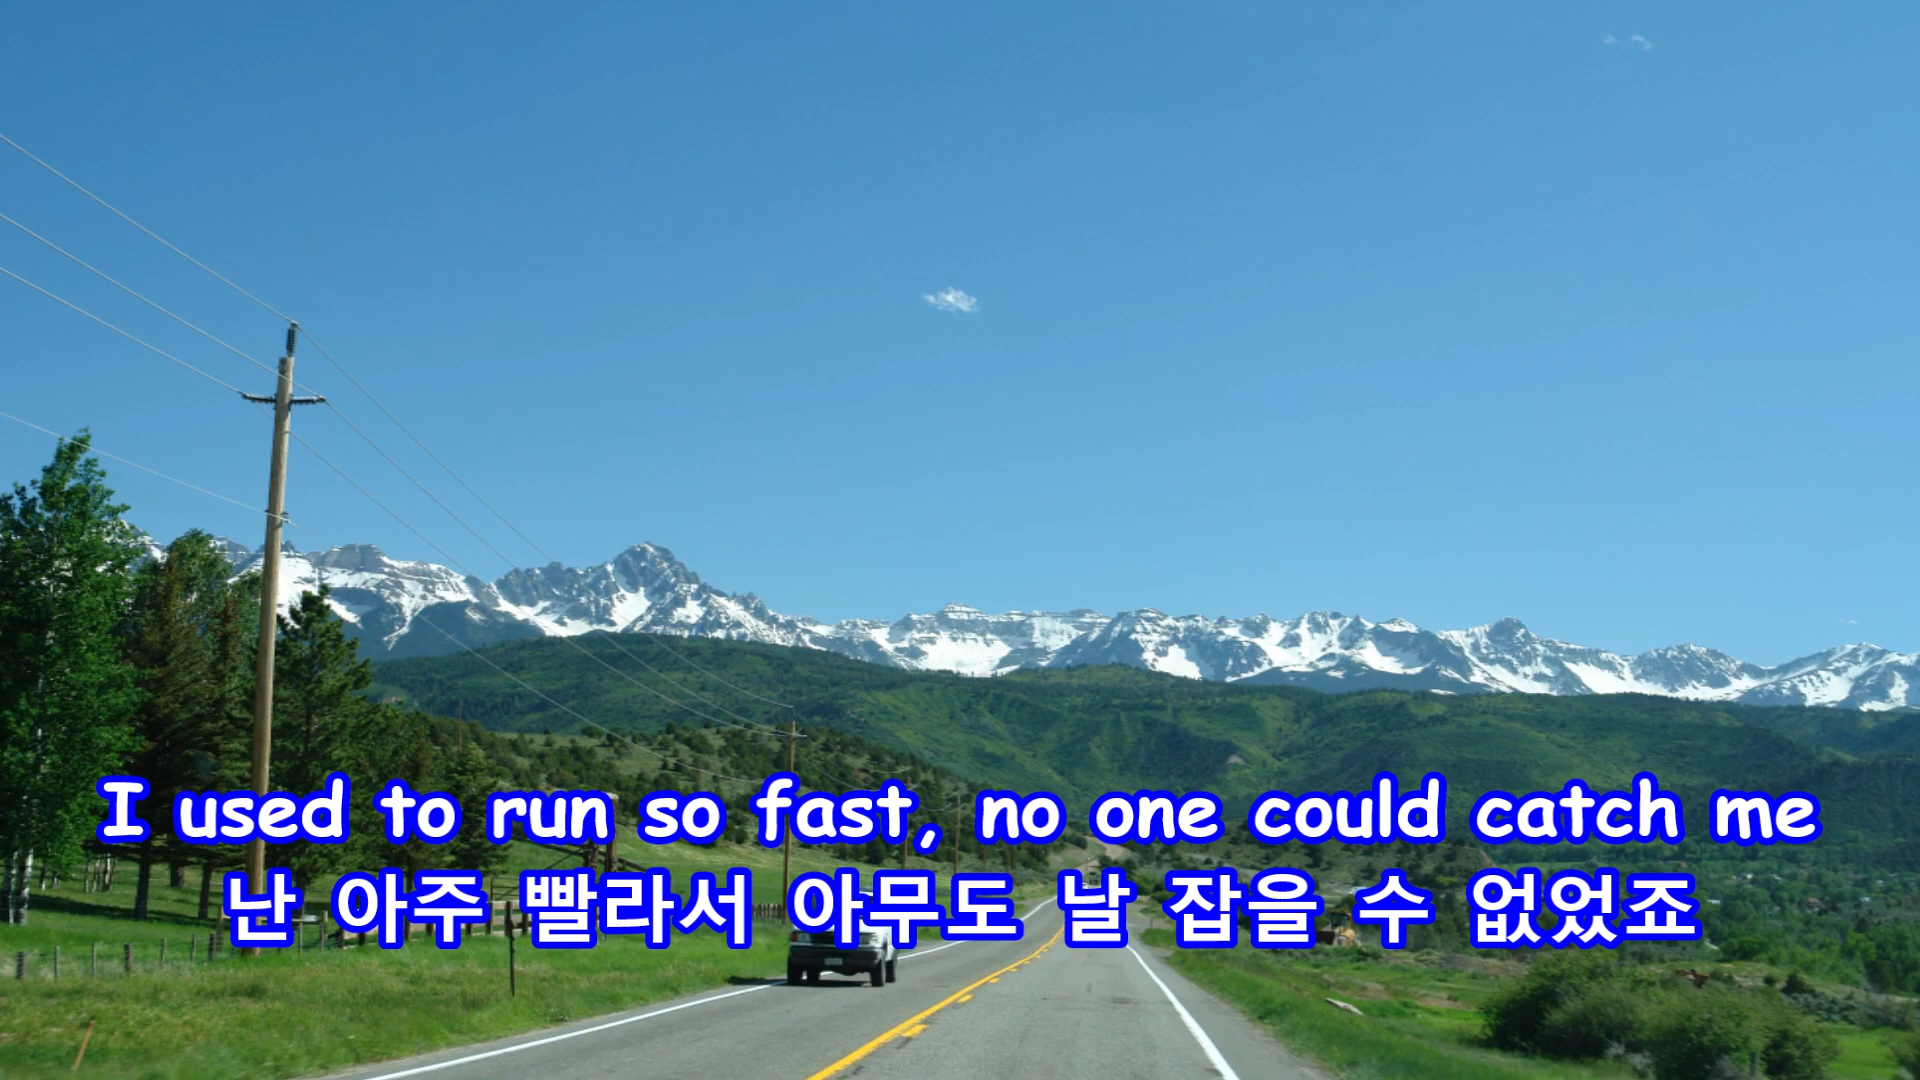 I used to run so fast, no one could catch me
난 아주 빨라서 아무도 날 잡을 수 없었죠